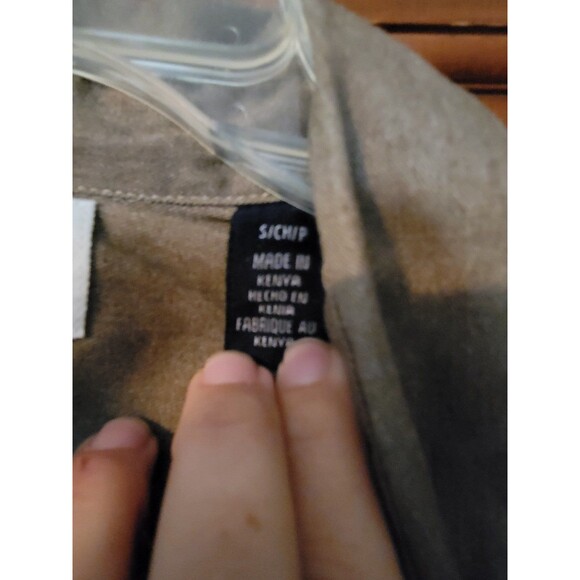 S/CH/P
MADE IN
KENYA
HECHO EN
KENIA
FABRIQUE AU
KENYA